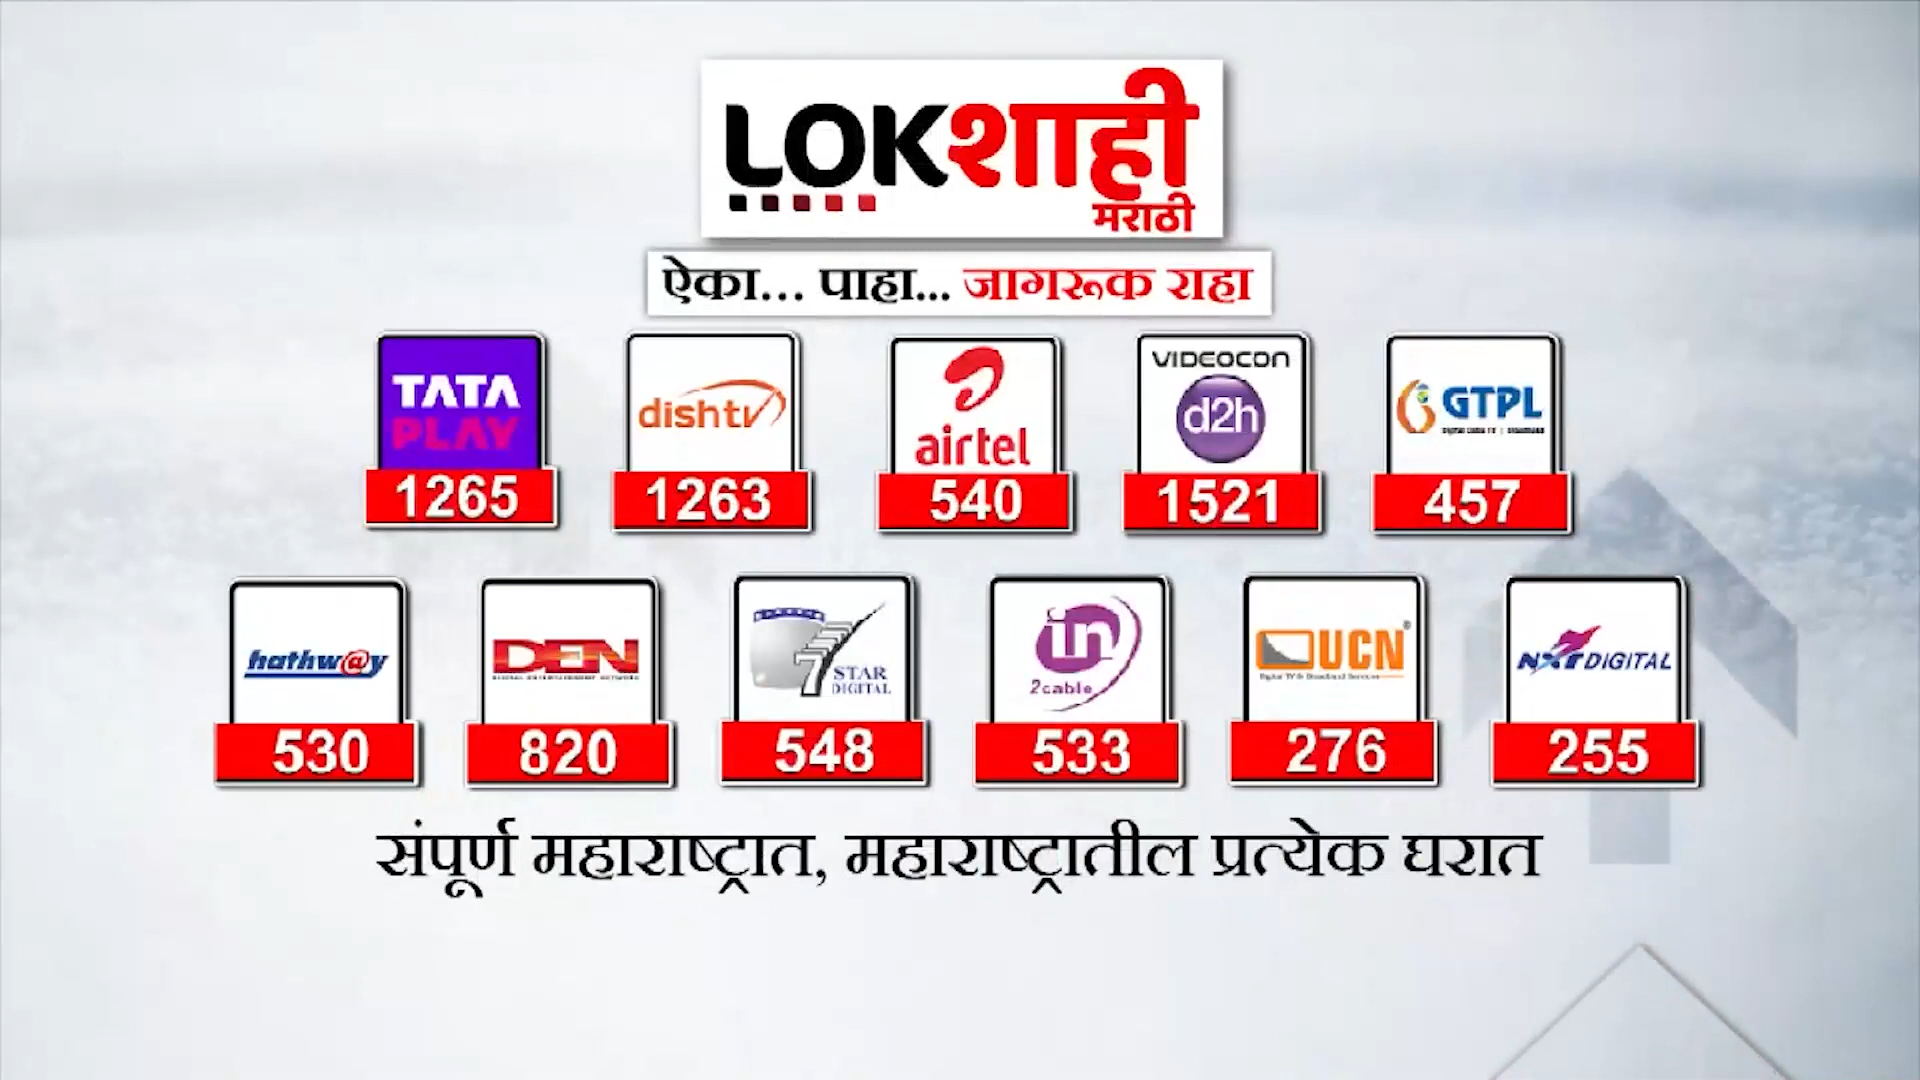 LOKशाही
मराठी
ऐका... पाहा... जागरूक राहा
TATA PLAY
1265
dishtv
1263
airtel
540
VIDEOCON
d2h
1521
GTPL
457
hathw@y
530
DEN
820
7 STAR
DIGITAL
548
in
2cable
533
UCN
276
NXTDIGITAL
255
संपूर्ण महाराष्ट्रात, महाराष्ट्रातील प्रत्येक घरात